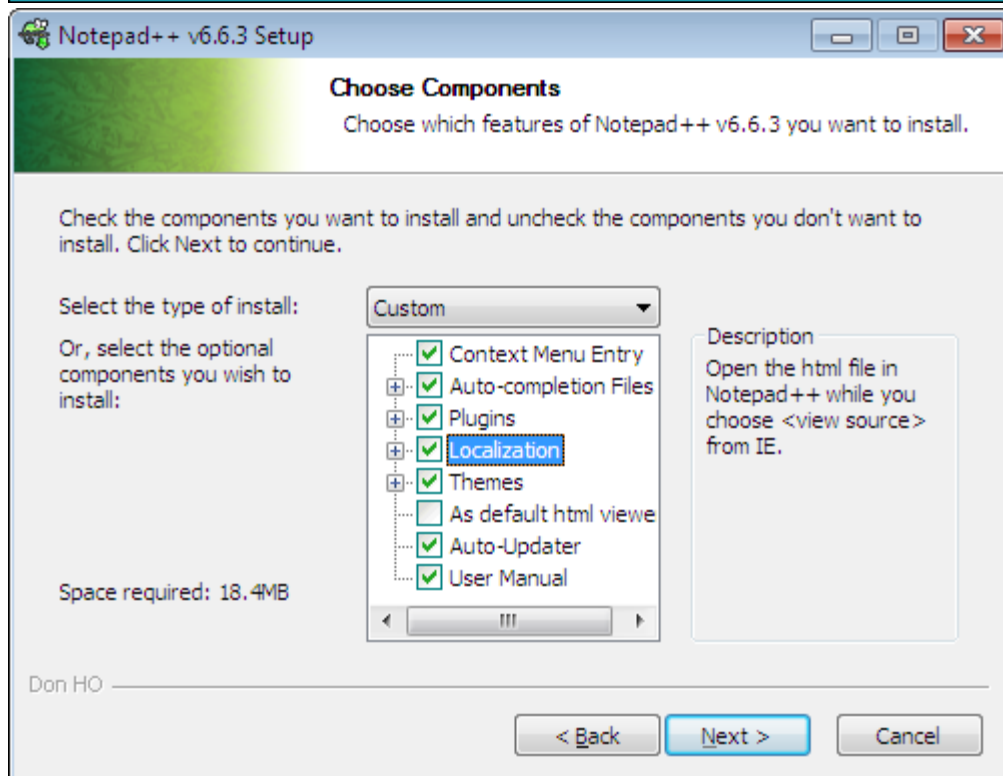 Notepad++ v6.6.3 Setup
Choose Components
Choose which features of Notepad++ v6.6.3 you want to install.
Check the components you want to install and uncheck the components you don't want to
install. Click Next to continue.
Select the type of install:
Custom
Or, select the optional
components you wish to
install:
Context Menu Entry
Auto-completion Files
Plugins
Localization
Themes
As default html viewe
Auto-Updater
User Manual
Description
Open the html file in
Notepad++ while you
choose <view source>
from IE.
Space required: 18.4MB
Don HO
< Back
Next >
Cancel